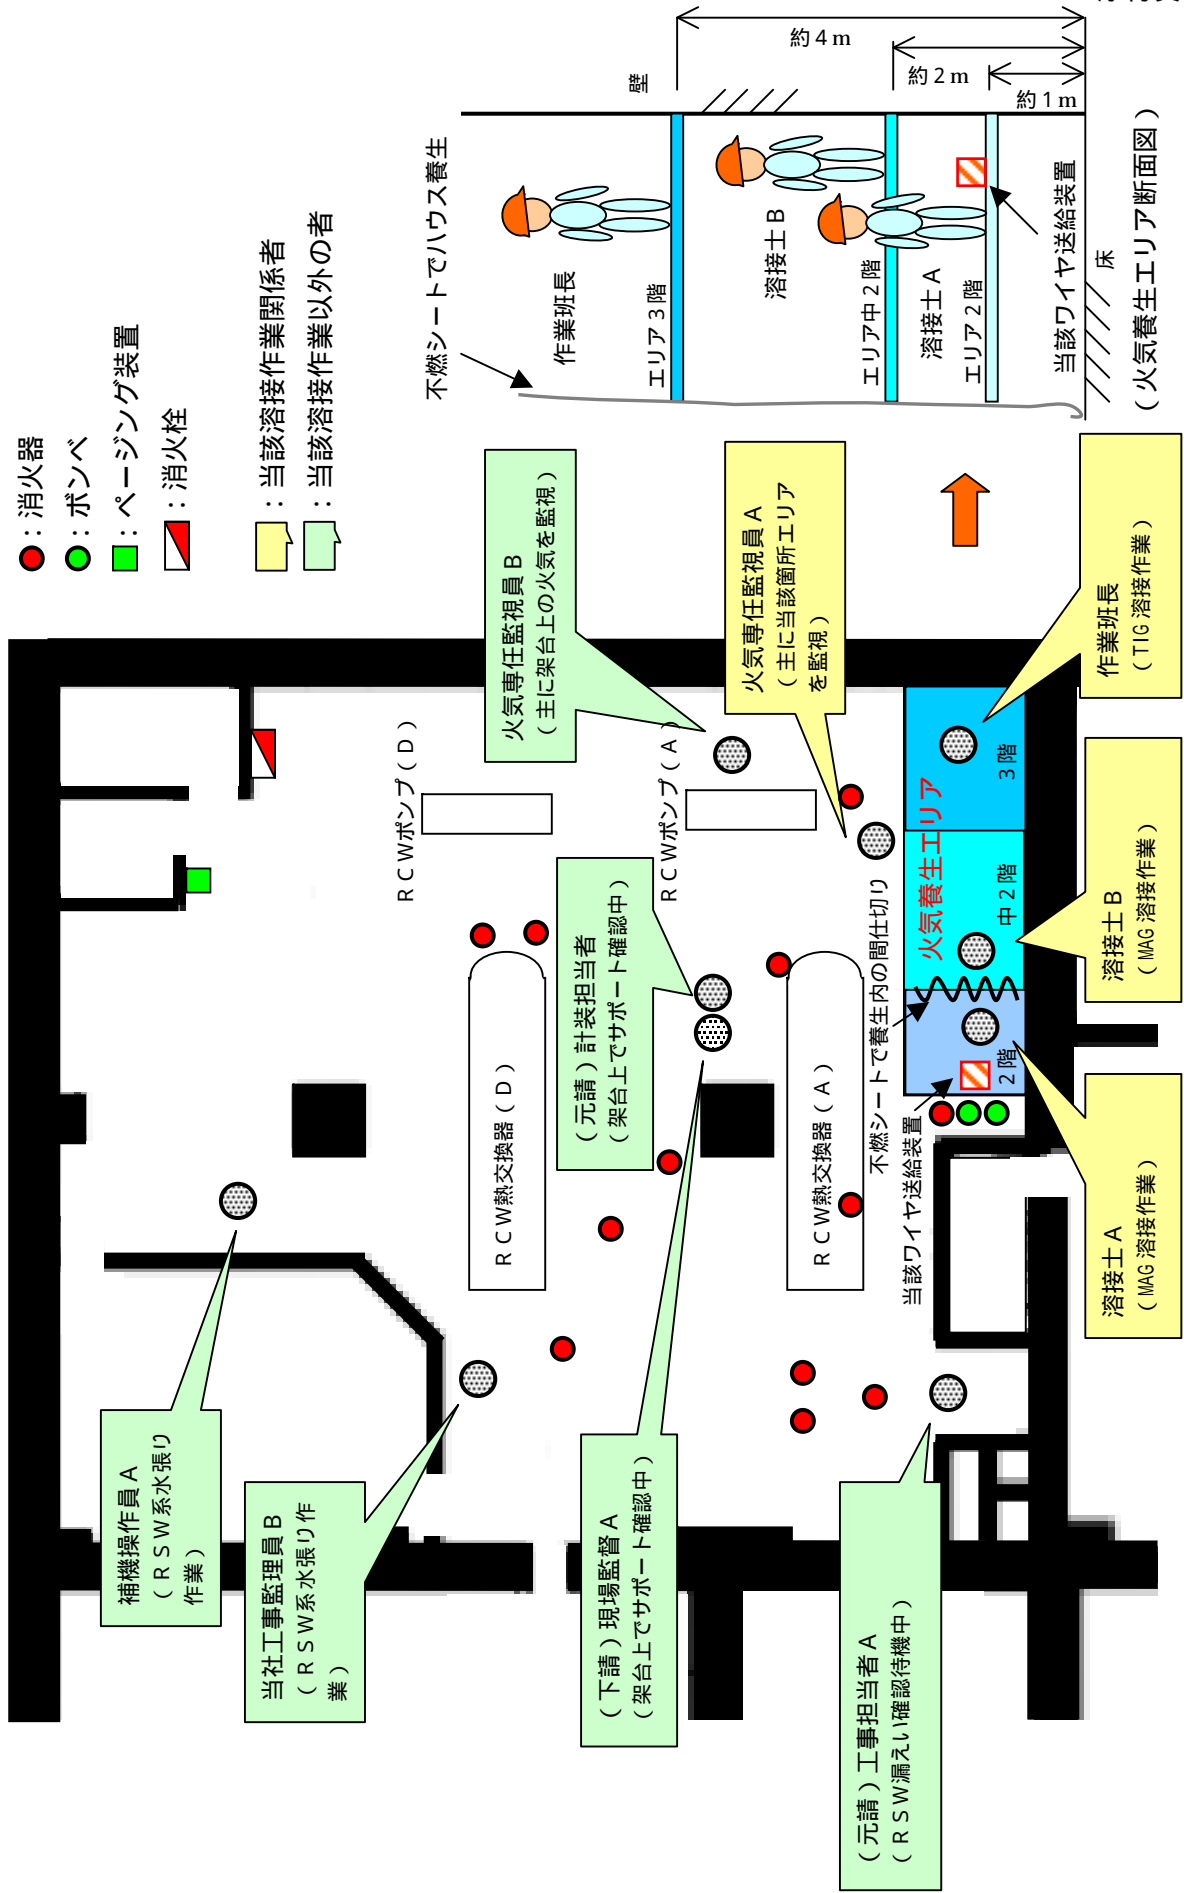 ：消火器
：ボンベ
：ページング装置
：消火栓
：当該溶接作業関係者
：当該溶接作業以外の者
補機操作員Ａ
（ＲＳＷ系水張り
作業）
当社工事監理員Ｂ
（ＲＳＷ系水張り作
業）
（下請）現場監督Ａ
（架台上でサポート確認中）
（元請）工事担当者Ａ
（ＲＳＷ漏えい確認待機中）
（元請）計装担当者
（架台上でサポート確認中）
火気専任監視員Ｂ
（主に架台上の火気を監視）
火気専任監視員Ａ
（主に当該箇所エリア
を監視）
ＲＣＷポンプ（Ｄ）
ＲＣＷポンプ（Ａ）
ＲＣＷ熱交換器（Ｄ）
ＲＣＷ熱交換器（Ａ）
不燃シートで養生内の間仕切り
当該ワイヤ送給装置
火気養生エリア
２階
中２階
３階
溶接士Ａ
（MAG 溶接作業）
溶接士Ｂ
（MAG 溶接作業）
作業班長
（TIG 溶接作業）
不燃シートでハウス養生
壁
作業班長
エリア３階
溶接士Ｂ
エリア中２階
溶接士Ａ
エリア２階
当該ワイヤ送給装置
床
約４ｍ
約２ｍ
約１ｍ
（火気養生エリア断面図）